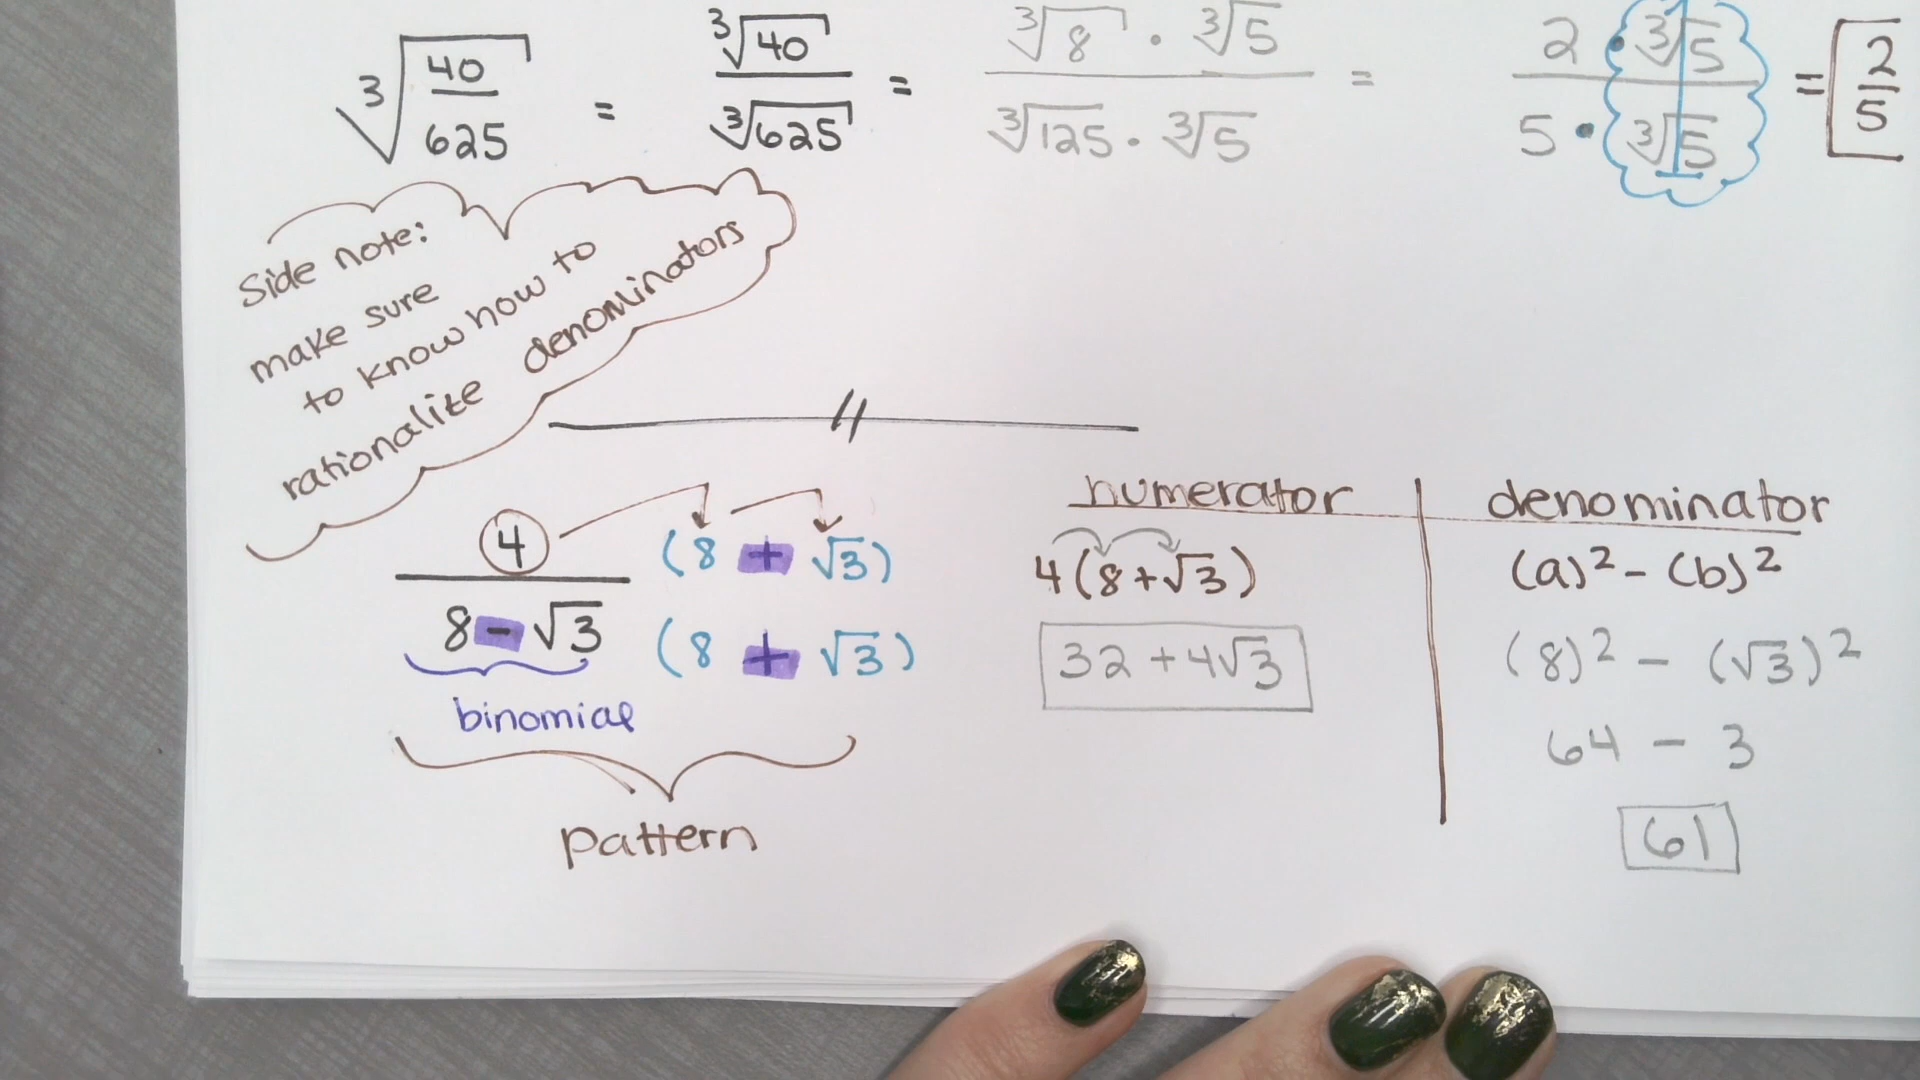 ∛(40/625) = ∛40/∛625 = (∛8 · ∛5)/(∛125 · ∛5) = (2 · ∛5)/(5 · ∛5) = 2/5
Side note:
make sure
to know how to
rationalize denominators
4 (8 + √3)
8 - √3 (8 + √3)
binomial
pattern
numerator
4(8+√3)
32 + 4√3
denominator
(a)² - (b)²
(8)² - (√3)²
64 - 3
61